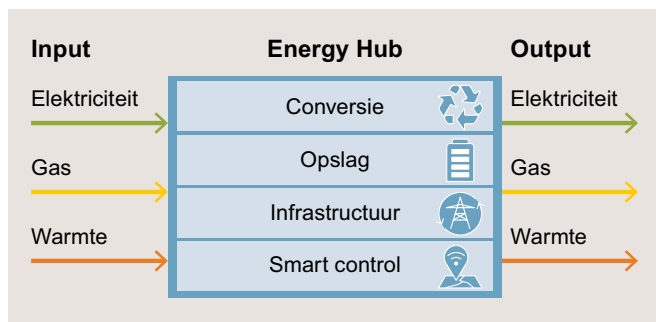 Input
Energy Hub
Output
Elektriciteit
Conversie
Elektriciteit
Opslag
Gas
Gas
Infrastructuur
Warmte
Warmte
Smart control